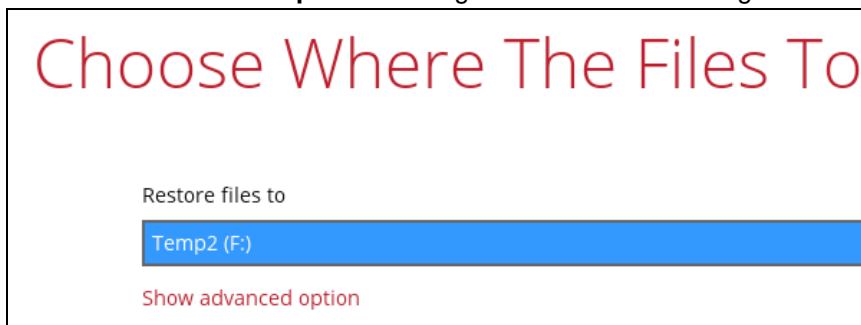 Choose Where The Files To
Restore files to
Temp2 (F:)
Show advanced option